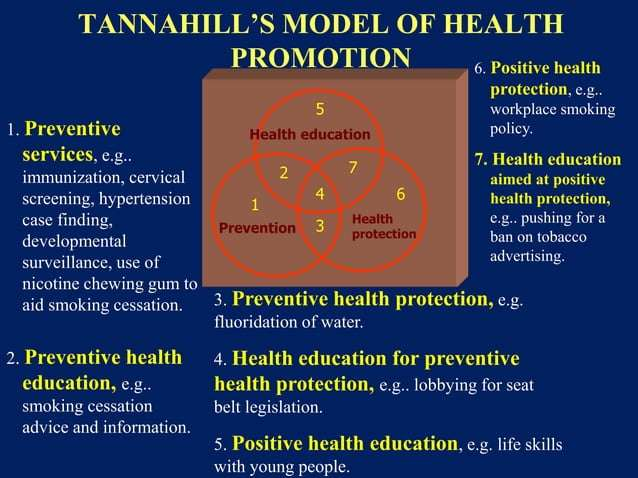 TANNAHILL’S MODEL OF HEALTH
PROMOTION
1. Preventive
services, e.g..
immunization, cervical
screening, hypertension
case finding,
developmental
surveillance, use of
nicotine chewing gum to
aid smoking cessation.
2. Preventive health
education, e.g..
smoking cessation
advice and information.
5
Health education
2
7
1
4
6
Prevention
3
Health
protection
3. Preventive health protection, e.g.
fluoridation of water.
4. Health education for preventive
health protection, e.g.. lobbying for seat
belt legislation.
5. Positive health education, e.g. life skills
with young people.
6. Positive health
protection, e.g..
workplace smoking
policy.
7. Health education
aimed at positive
health protection,
e.g.. pushing for a
ban on tobacco
advertising.